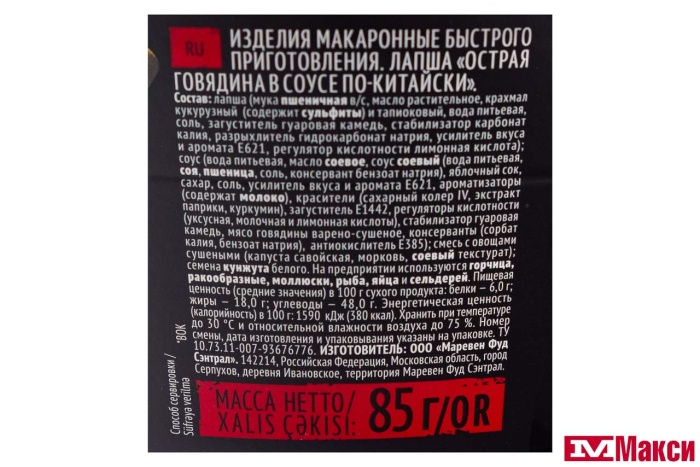 RU
ИЗДЕЛИЯ МАКАРОННЫЕ БЫСТРОГО
ПРИГОТОВЛЕНИЯ. ЛАПША «ОСТРАЯ
ГОВЯДИНА В СОУСЕ ПО-КИТАЙСКИ».
Состав: лапша (мука пшеничная в/с, масло растительное, крахмал
кукурузный (содержит сульфиты) и тапиоковый, вода питьевая,
соль, загуститель гуаровая камедь, стабилизатор карбонат
калия, разрыхлитель гидрокарбонат натрия, усилитель вкуса
и аромата Е621, регулятор кислотности лимонная кислота);
соус (вода питьевая, масло соевое, соус соевый (вода питьевая,
соя, пшеница, соль, консервант бензоат натрия), яблочный сок,
сахар, соль, усилитель вкуса и аромата Е621, ароматизаторы
(содержат молоко), красители (сахарный колер IV, экстракт
паприки, куркумин), загуститель Е1442, регуляторы кислотности
(уксусная, молочная и лимонная кислоты), стабилизатор гуаровая
камедь, мясо говядины варено-сушеное, консерванты (сорбат
калия, бензоат натрия), антиокислитель Е385); смесь с овощами
сушеными (капуста савойская, морковь, соевый текстурат);
семена кунжута белого. На предприятии используются горчица,
ракообразные, моллюски, рыба, яйца и сельдерей. Пищевая
ценность (средние значения) в 100 г сухого продукта: белки – 6,0 г;
жиры – 18,0 г; углеводы – 48,0 г. Энергетическая ценность
(калорийность) в 100 г: 1590 кДж (380 ккал). Хранить при температуре
до 30 °С и относительной влажности воздуха до 75 %. Номер
смены, дата изготовления и упаковывания указаны на упаковке. ТУ
10.73.11-007-93676776. ИЗГОТОВИТЕЛЬ: ООО «Маревен Фуд
Сэнтрал». 142214, Российская Федерация, Московская область, город
Серпухов, деревня Ивановское, территория Маревен Фуд Сэнтрал.
МАССА НЕТТО/
XALIS ÇƏKISI: 85 Г/QR
*ВОК
Способ сервировки /
Süfrəyə verilmə
Макси